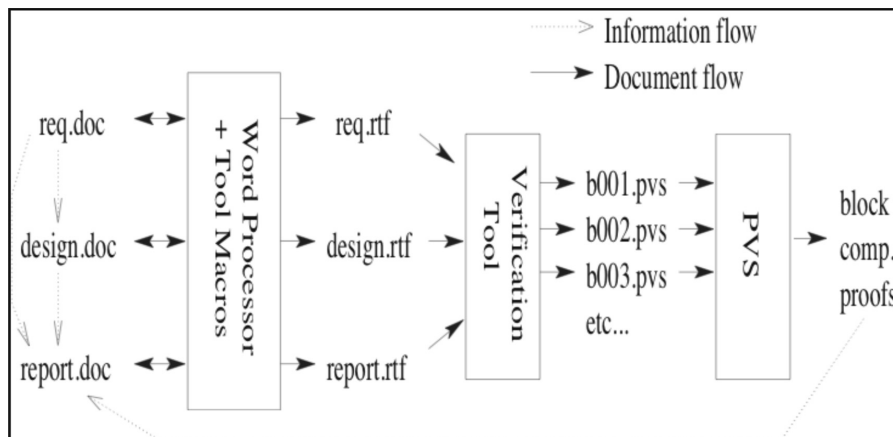 Information flow
Document flow
req.doc
design.doc
report.doc
Word Processor
+ Tool Macros
req.rtf
design.rtf
report.rtf
Verification
Tool
b001.pvs
b002.pvs
b003.pvs
etc...
PVS
block
comp.
proofs